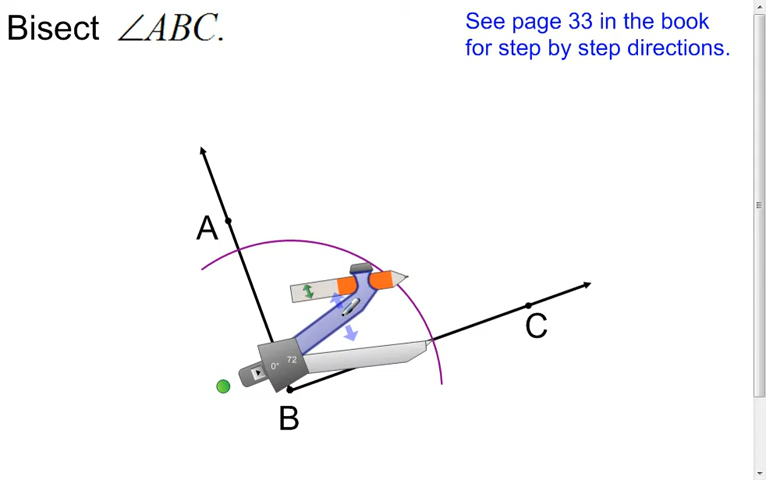 Bisect ∠ABC.
See page 33 in the book
for step by step directions.
A
C
0° 72
B